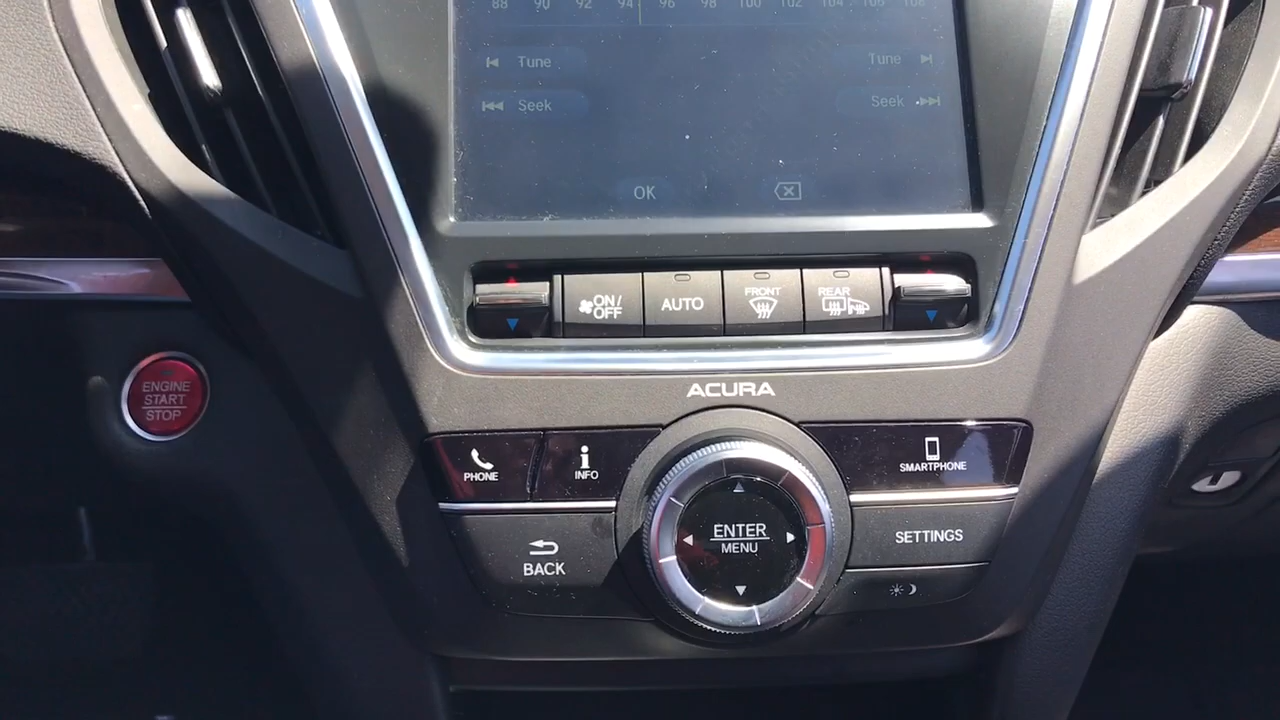 88 90 92 94 96 98 100 102 104 106 108
Tune Tune
Seek Seek
OK
ON/
OFF
AUTO
FRONT
REAR
ACURA
ENGINE
START
STOP
PHONE
INFO
SMARTPHONE
ENTER
MENU
SETTINGS
BACK